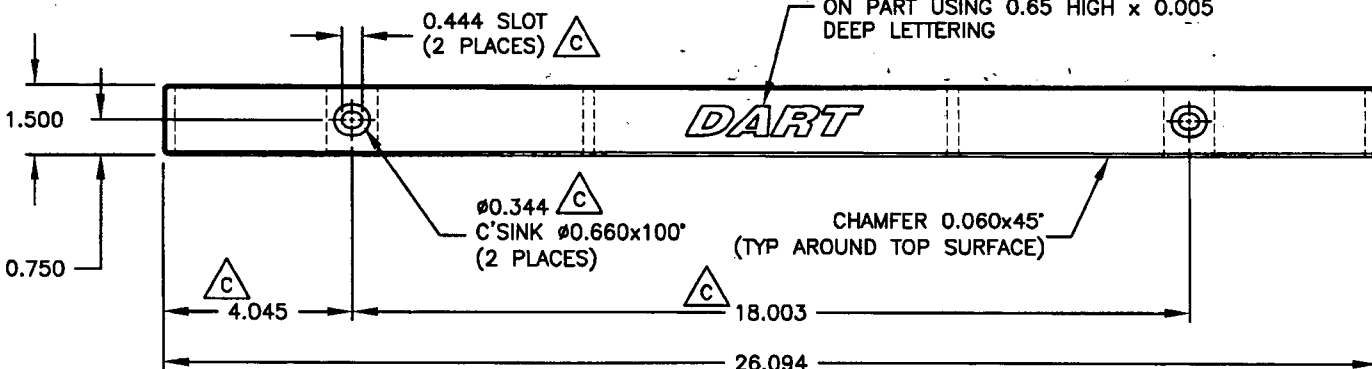 ON PART USING 0.65 HIGH x 0.005
DEEP LETTERING
0.444 SLOT
(2 PLACES) C
1.500
DART
ø0.344 C
C'SINK ø0.660x100°
(2 PLACES)
CHAMFER 0.060x45°
(TYP AROUND TOP SURFACE)
0.750
C
4.045
C
18.003
26.094